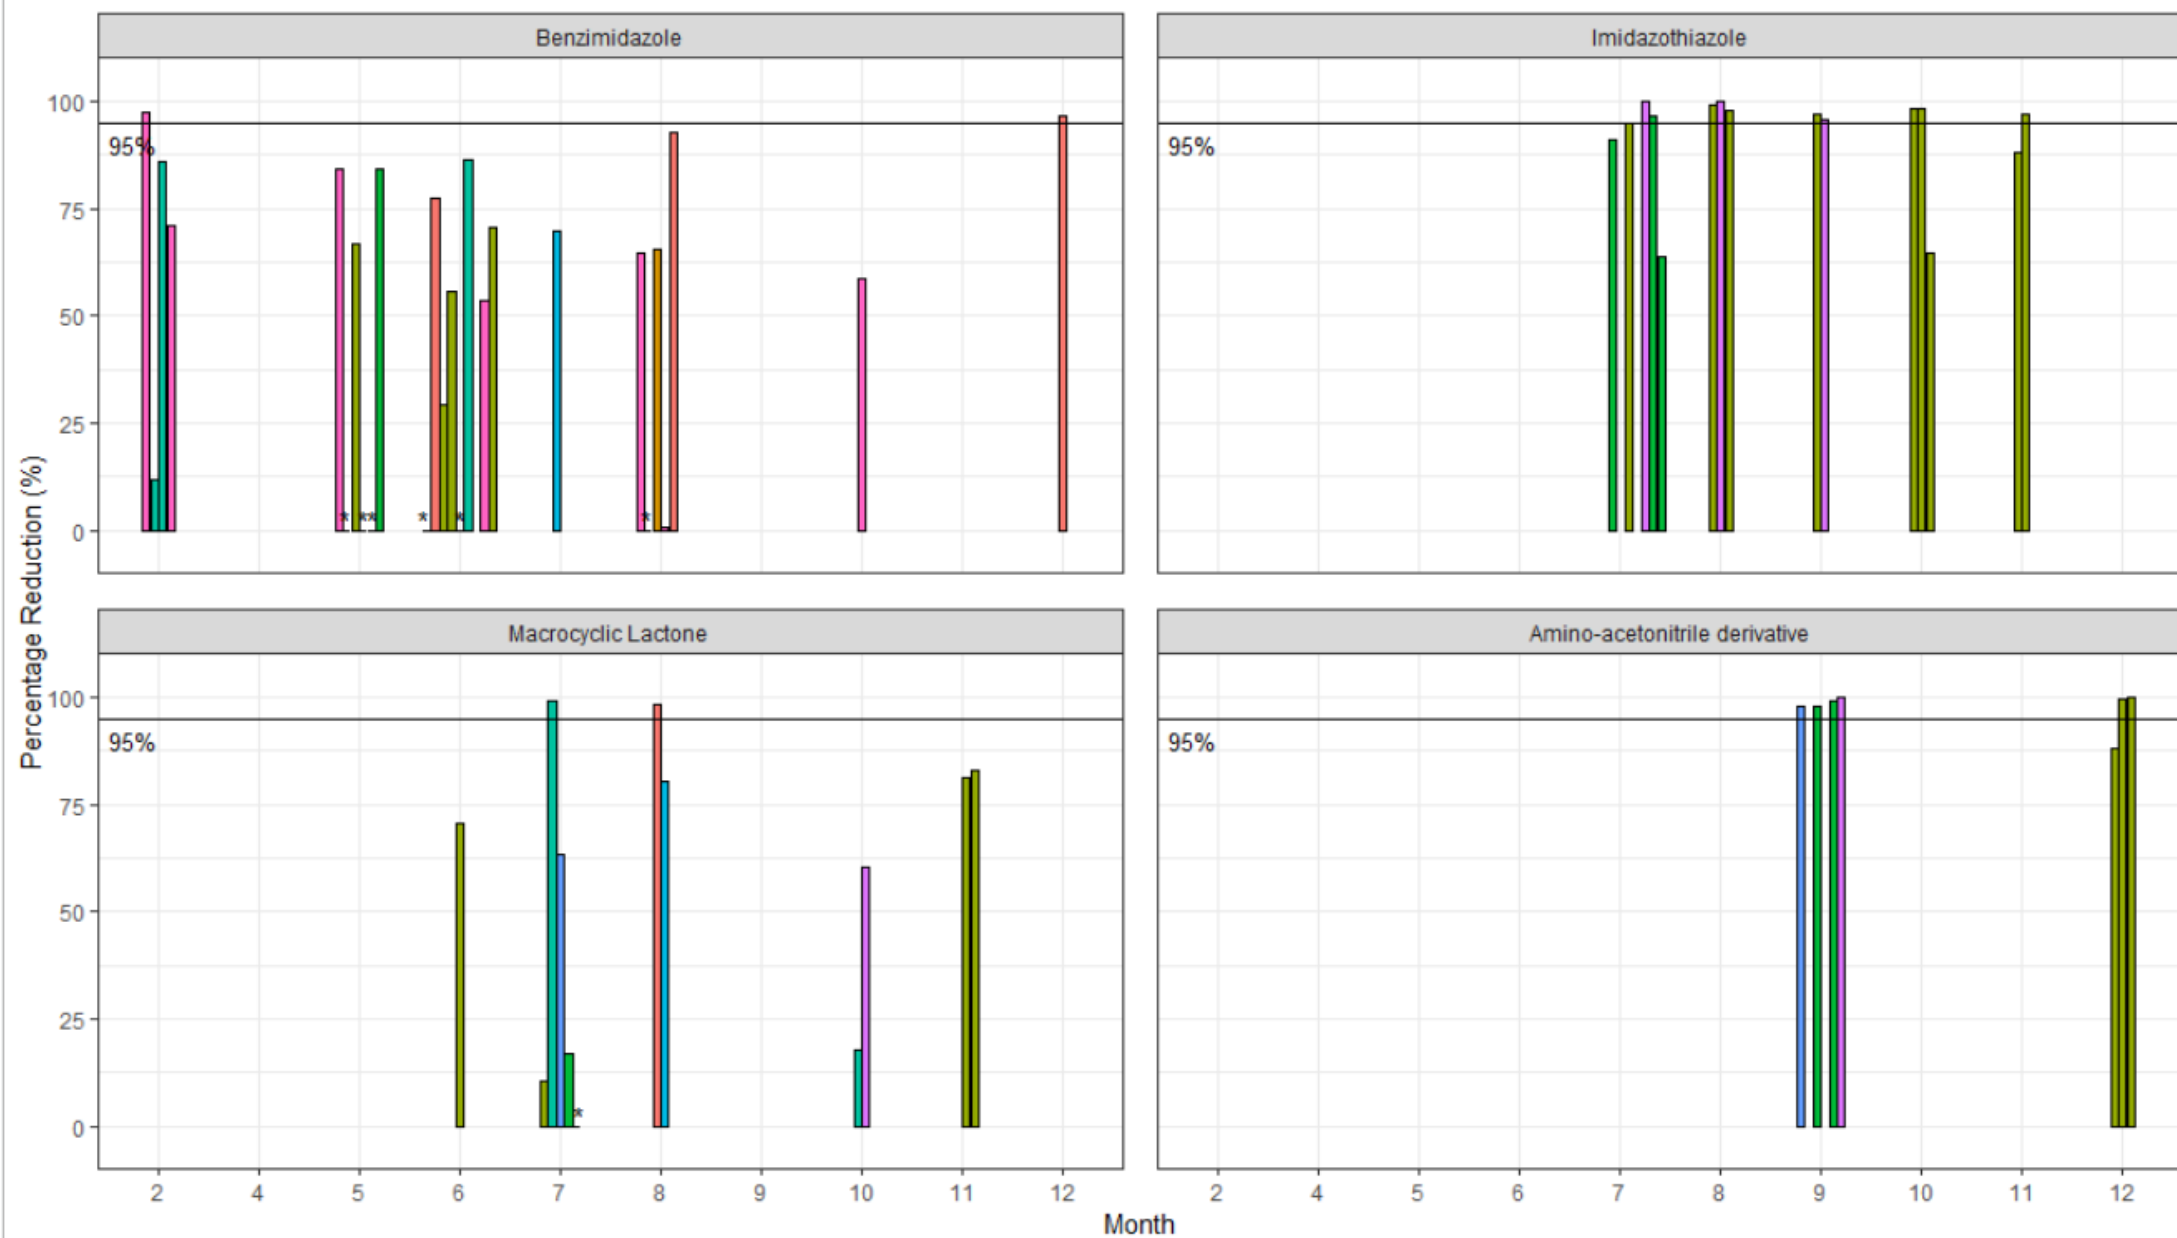 Benzimidazole
Imidazothiazole
100
75
50
25
0
95%
* ** * * *
95%
Percentage Reduction (%)
Macrocyclic Lactone
Amino-acetonitrile derivative
100
75
50
25
0
95%
*
95%
2 4 5 6 7 8 9 10 11 12
2 4 5 6 7 8 9 10 11 12
Month